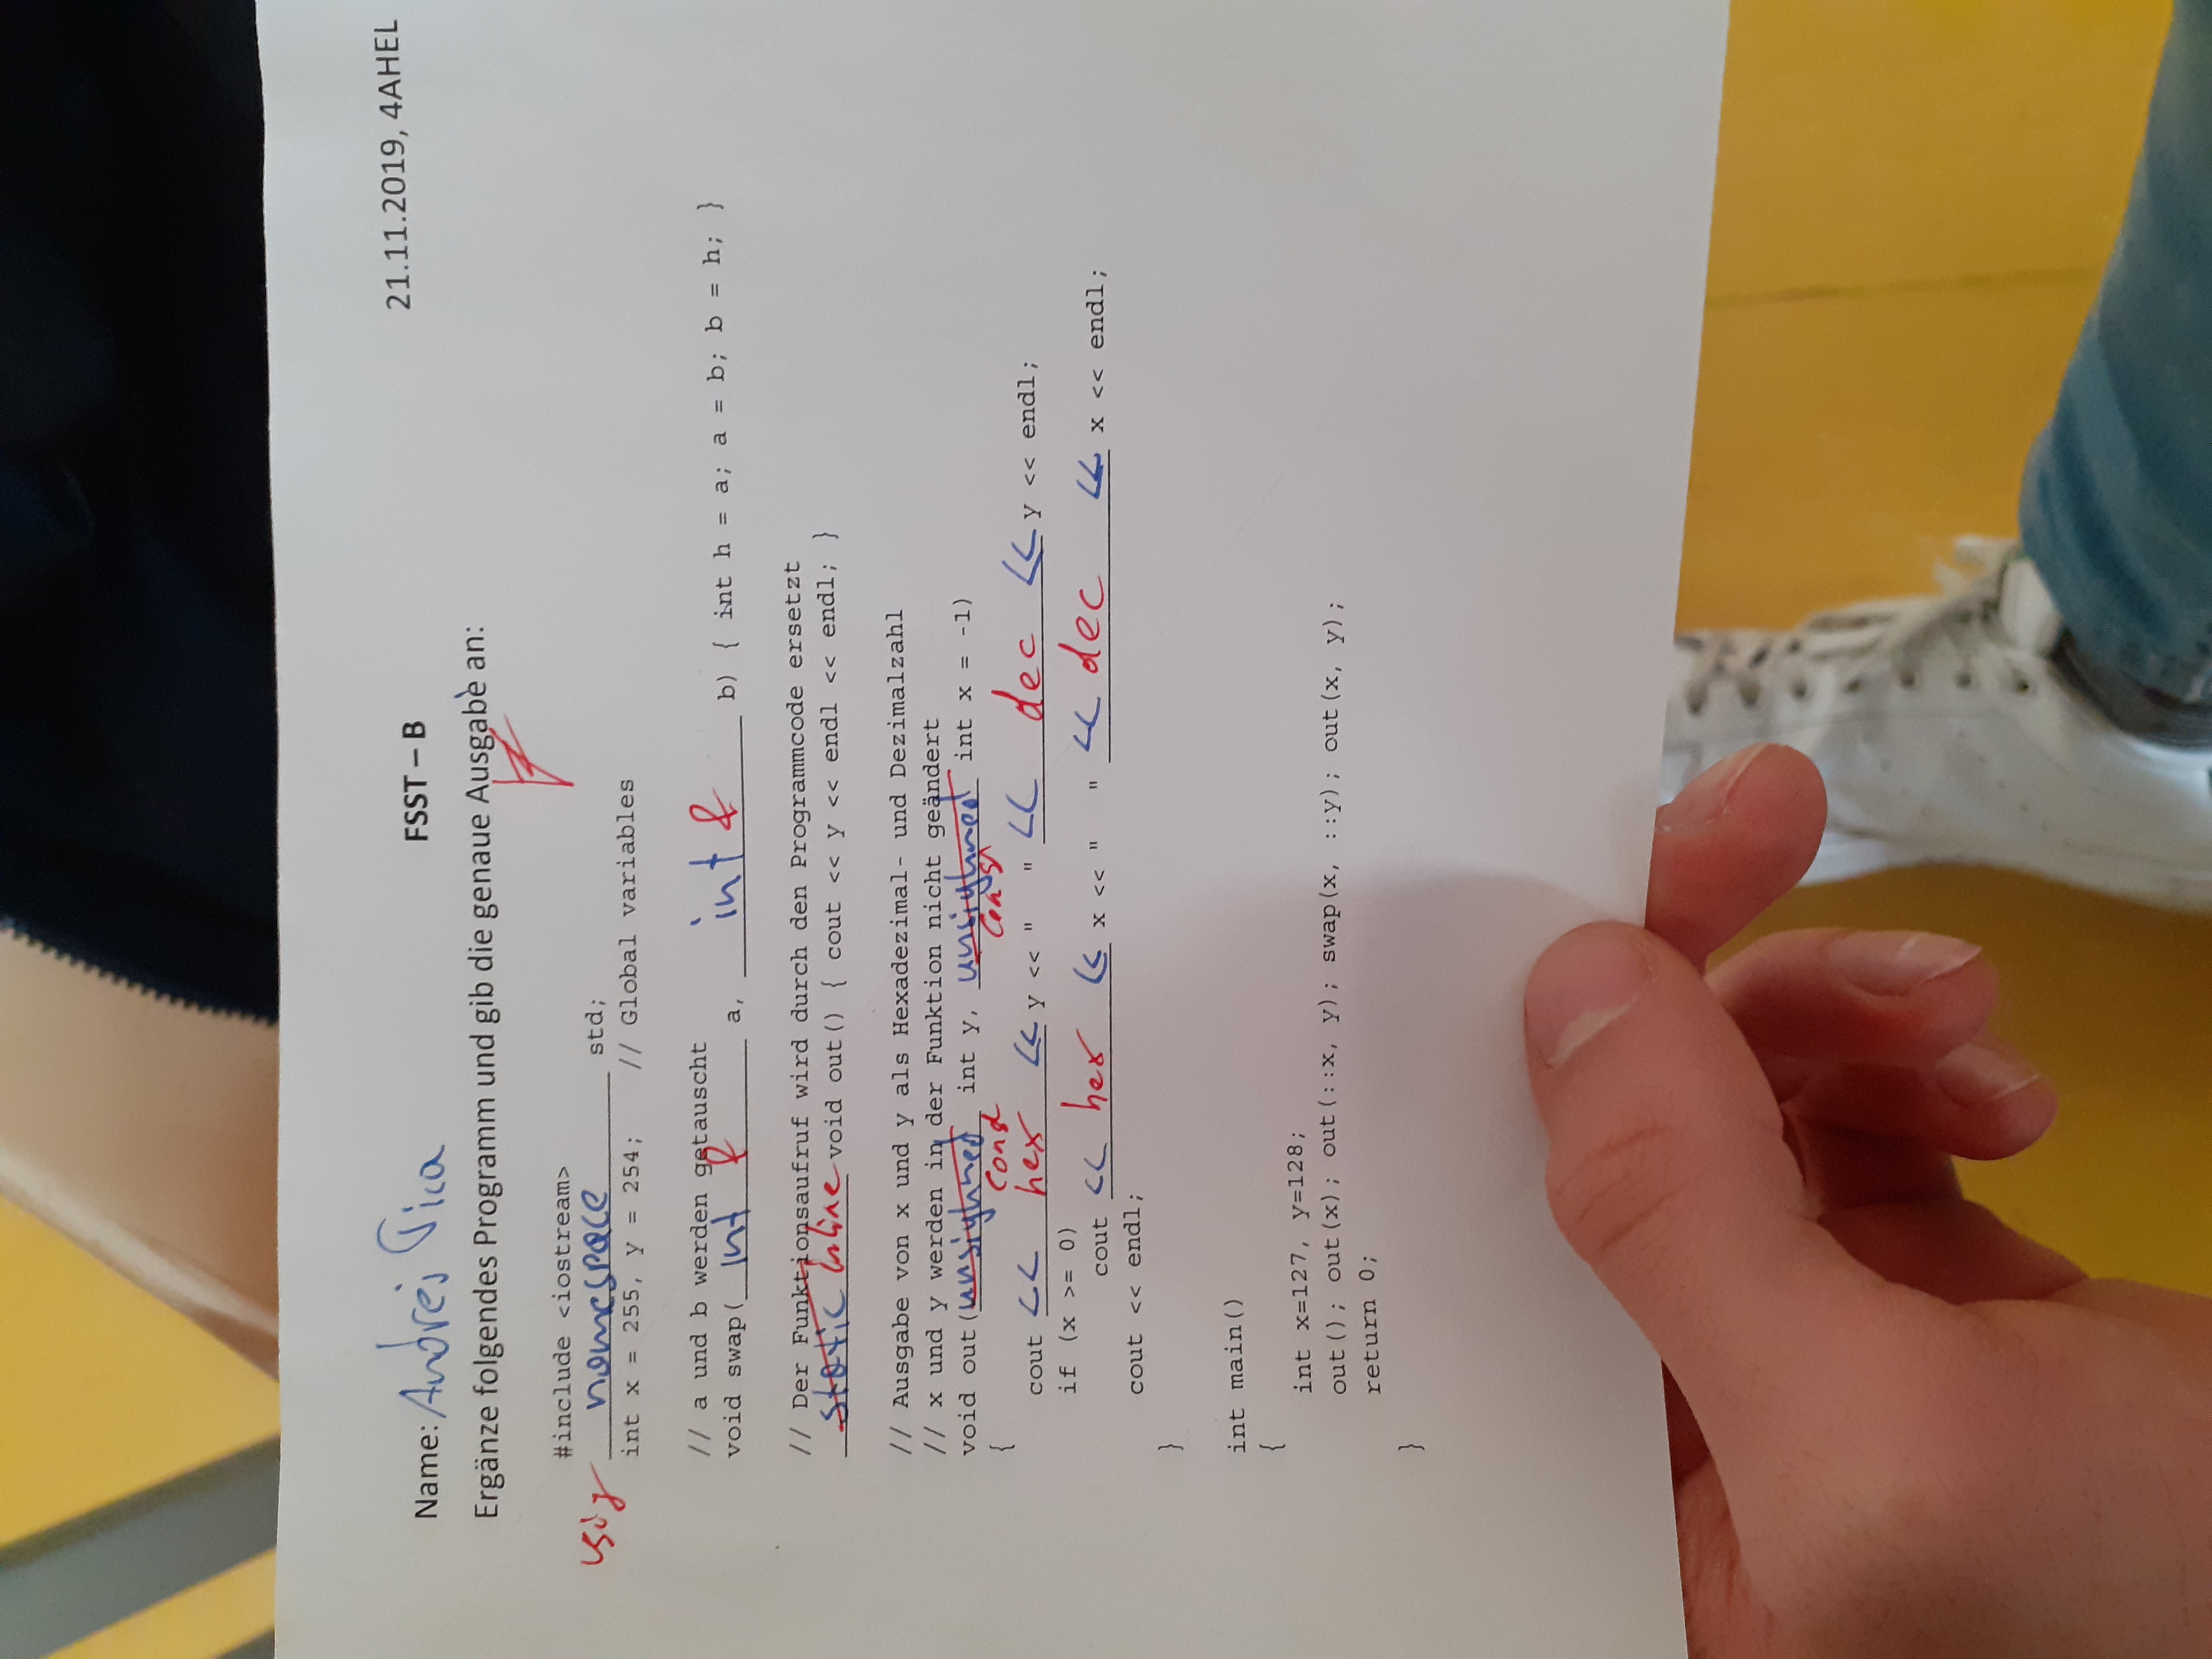 21.11.2019, 4AHEL
Name: Andrej Tica FSST – B
Ergänze folgendes Programm und gib die genaue Ausgabe an:
#include <iostream>
using namespace std;
int x = 255, y = 254; // Global variables
// a und b werden getauscht
void swap( int & a, int & b) { int h = a; a = b; b = h; }
// Der Funktionsaufruf wird durch den Programmcode ersetzt
static inline void out() { cout << y << endl << endl; }
// Ausgabe von x und y als Hexadezimal- und Dezimalzahl
// x und y werden in der Funktion nicht geändert
void out(unsighned int y, unsighned int x = -1)
const const
{
cout << hex << y << " " << dec << y << endl;
if (x >= 0)
cout << hex << x << " " << dec << x << endl;
cout << endl;
}
int main()
{
int x=127, y=128;
out(); out(x); out(::x, y); swap(x, ::y); out(x, y);
return 0;
}